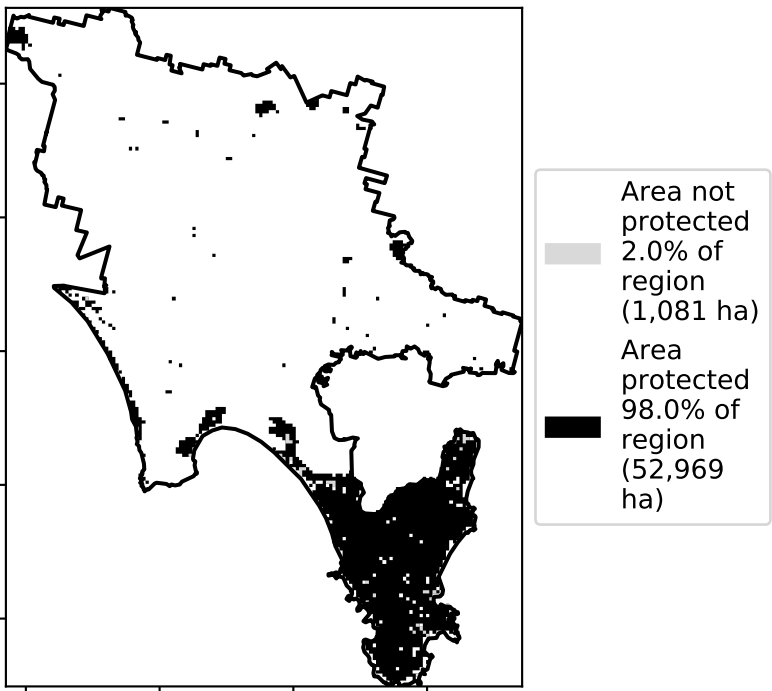 Area not
protected
2.0% of
region
(1,081 ha)
Area
protected
98.0% of
region
(52,969
ha)